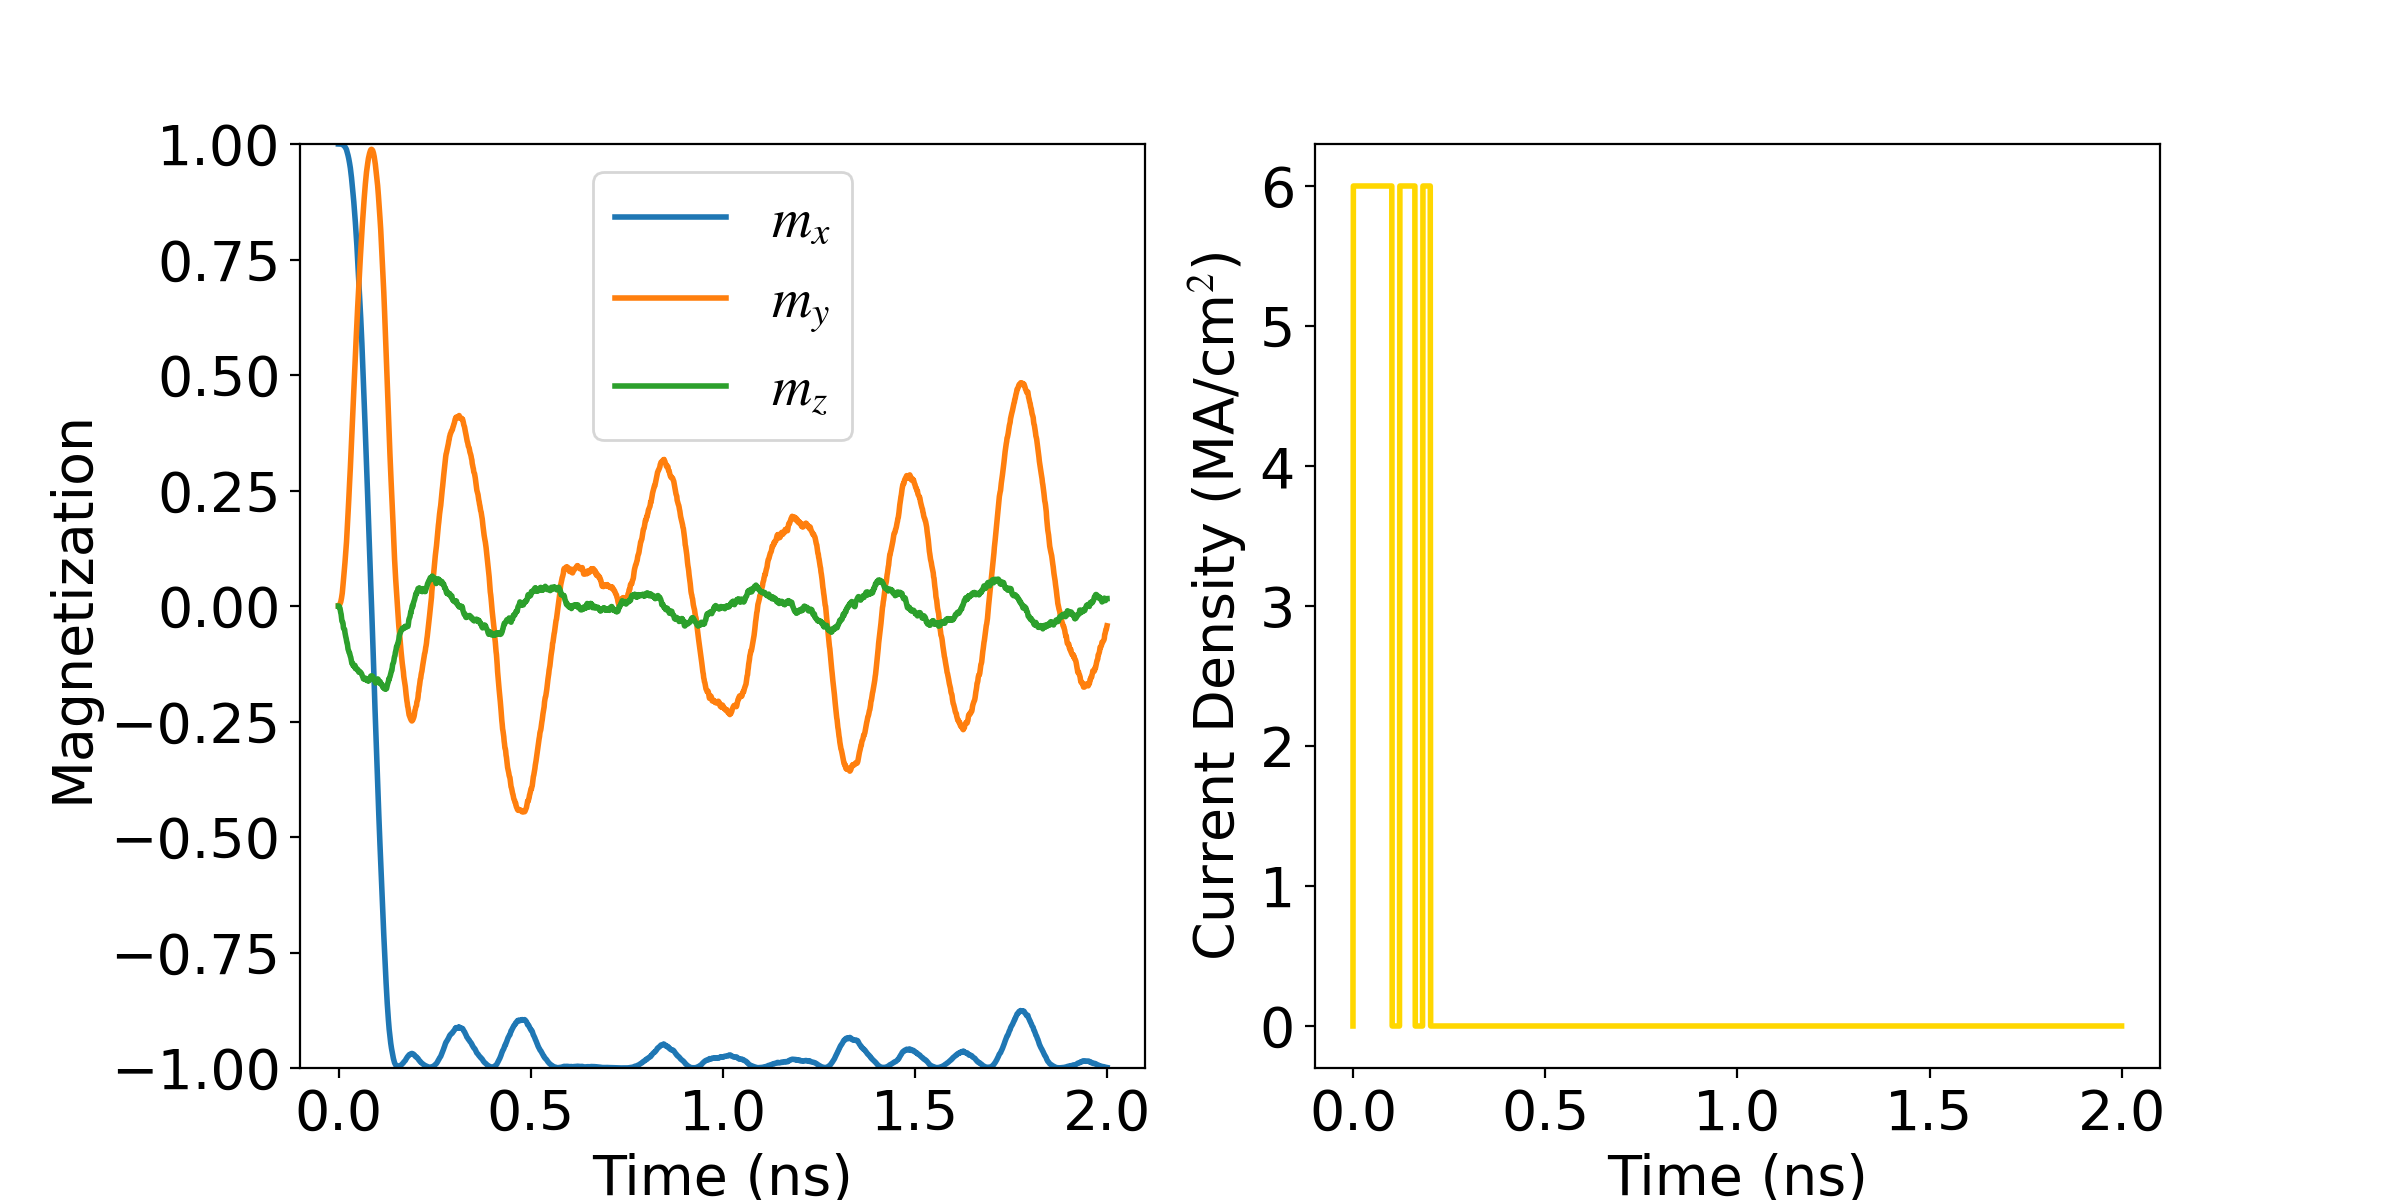 1.00
0.75
0.50
0.25
0.00
−0.25
−0.50
−0.75
−1.00
Magnetization
0.0 0.5 1.0 1.5 2.0
Time (ns)
m_x
m_y
m_z
6
5
4
3
2
1
0
Current Density (MA/cm²)
0.0 0.5 1.0 1.5 2.0
Time (ns)